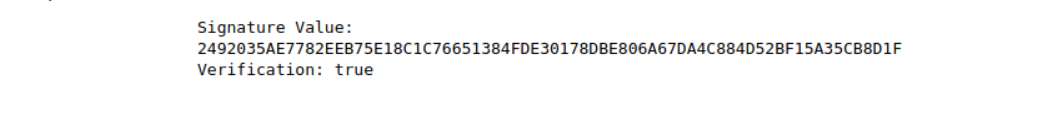 Signature Value:
2492035AE7782EEB75E18C1C76651384FDE30178DBE806A67DA4C884D52BF15A35CB8D1F
Verification: true